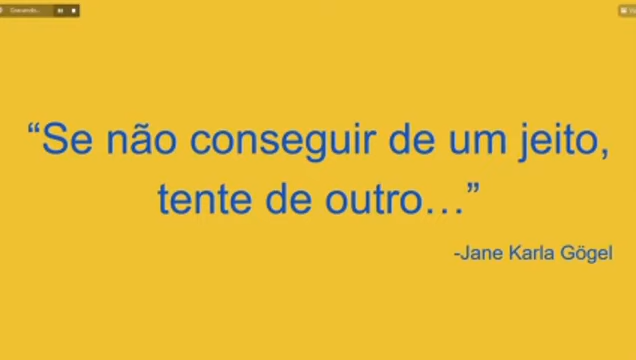 “Se não conseguir de um jeito,
tente de outro…”
-Jane Karla Gögel